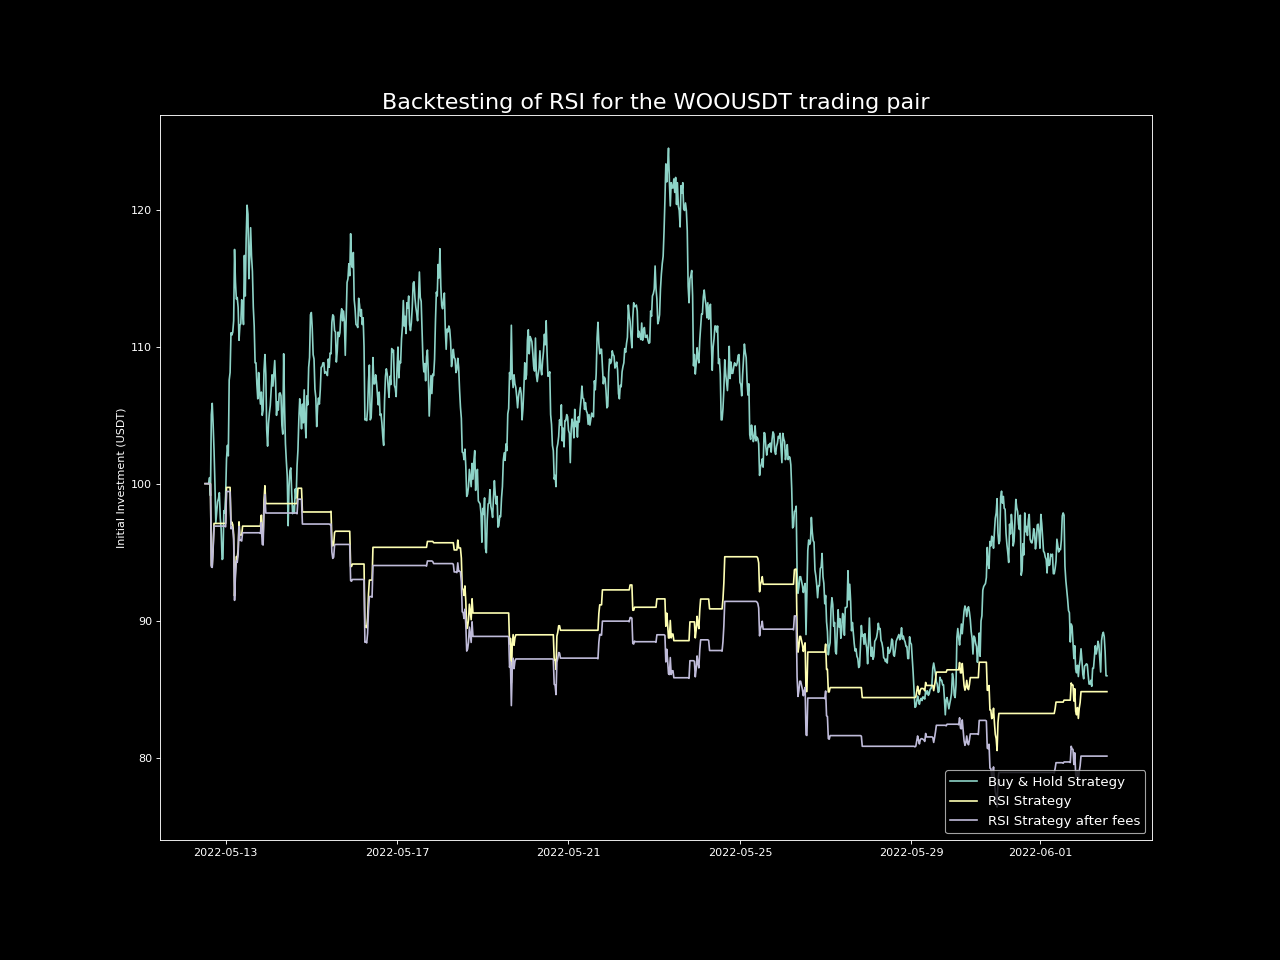 Backtesting of RSI for the WOOUSDT trading pair
Initial Investment (USDT)
120
110
100
90
80
2022-05-13
2022-05-17
2022-05-21
2022-05-25
2022-05-29
2022-06-01
Buy & Hold Strategy
RSI Strategy
RSI Strategy after fees